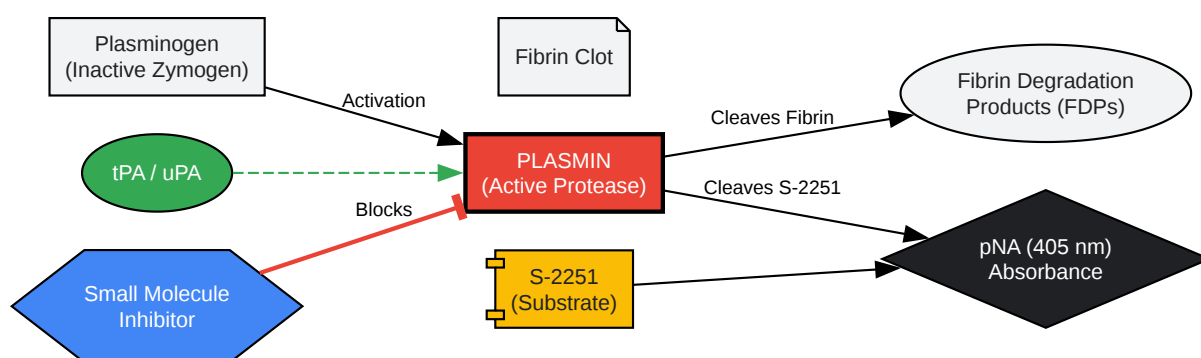 Plasminogen
(Inactive Zymogen)
Fibrin Clot
Fibrin Degradation
Products (FDPs)
Activation
Cleaves Fibrin
tPA / uPA
PLASMIN
(Active Protease)
Cleaves S-2251
Blocks
pNA (405 nm)
Absorbance
S-2251
(Substrate)
Small Molecule
Inhibitor